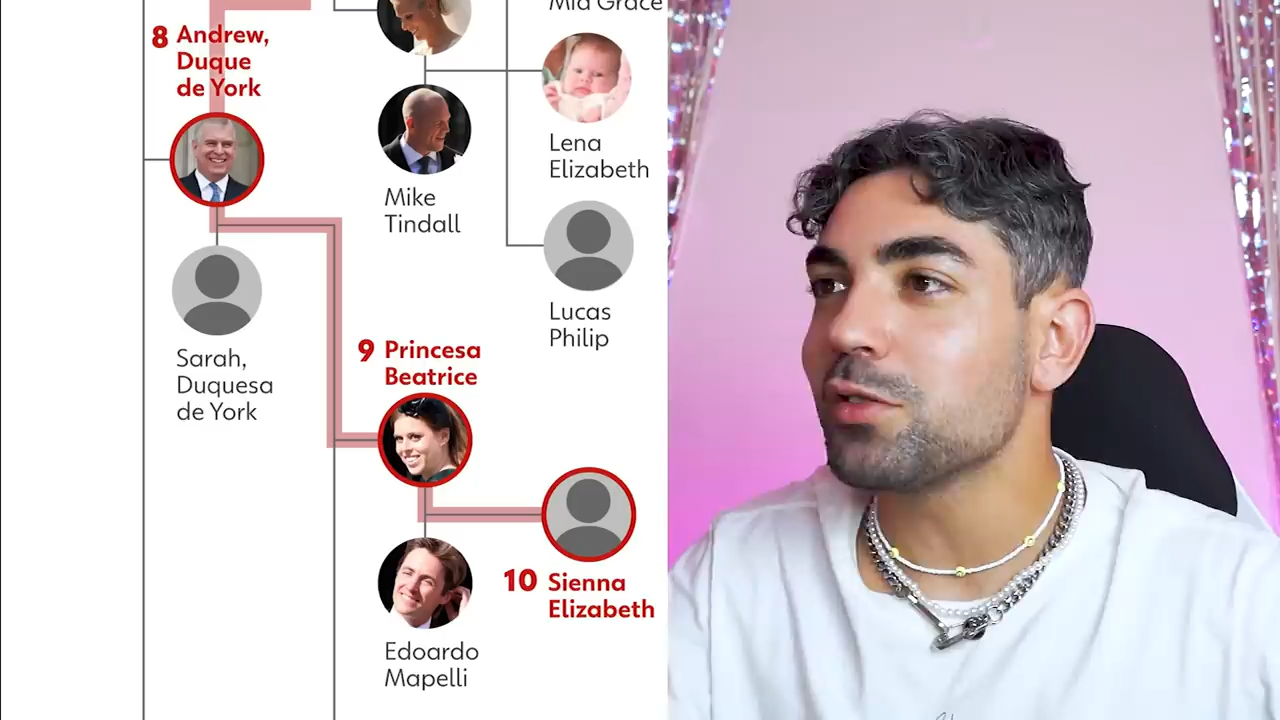 Mia Grace
8 Andrew,
Duque
de York
Lena
Elizabeth
Mike
Tindall
Lucas
Philip
Sarah,
Duquesa
de York
9 Princesa
Beatrice
10 Sienna
Elizabeth
Edoardo
Mapelli